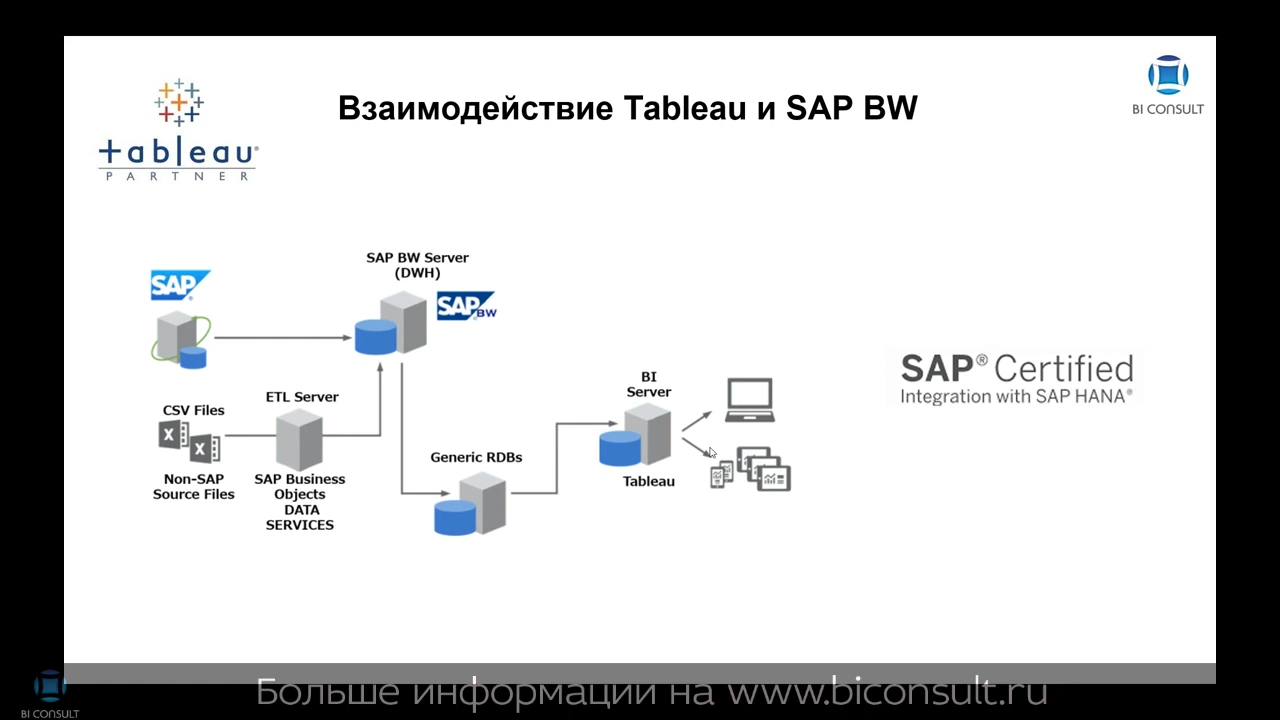 Взаимодействие Tableau и SAP BW
tableau®
PARTNER
BI CONSULT
SAP BW Server
(DWH)
SAP®
SAP BW
CSV Files
ETL Server
Non-SAP
Source Files
SAP Business
Objects
DATA
SERVICES
Generic RDBs
BI
Server
Tableau
SAP® Certified
Integration with SAP HANA®
BI CONSULT
Больше информации на www.biconsult.ru